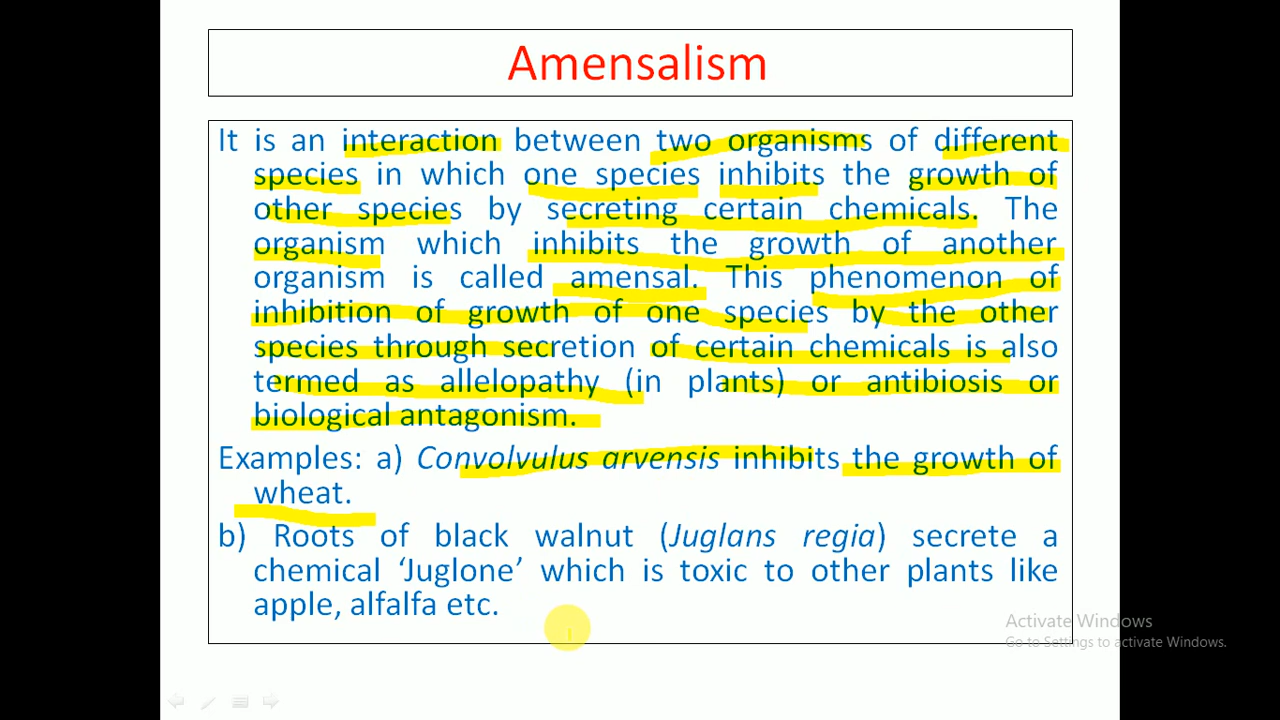 Amensalism
It is an interaction between two organisms of different
species in which one species inhibits the growth of
other species by secreting certain chemicals. The
organism which inhibits the growth of another
organism is called amensal. This phenomenon of
inhibition of growth of one species by the other
species through secretion of certain chemicals is also
termed as allelopathy (in plants) or antibiosis or
biological antagonism.
Examples: a) Convolvulus arvensis inhibits the growth of
wheat.
b) Roots of black walnut (Juglans regia) secrete a
chemical ‘Juglone’ which is toxic to other plants like
apple, alfalfa etc.
Activate Windows
Go to Settings to activate Windows.